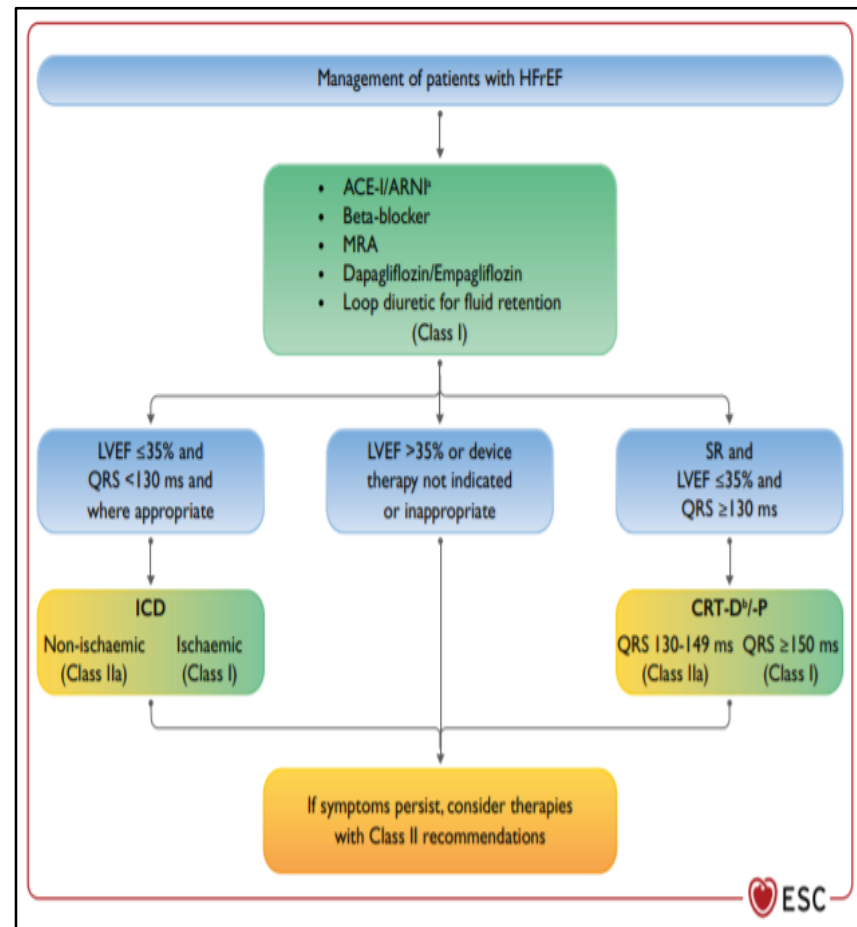 Management of patients with HFrEF
• ACE-I/ARNIᵃ
• Beta-blocker
• MRA
• Dapagliflozin/Empagliflozin
• Loop diuretic for fluid retention
(Class I)
LVEF ≤35% and
QRS <130 ms and
where appropriate
LVEF >35% or device
therapy not indicated
or inappropriate
SR and
LVEF ≤35% and
QRS ≥130 ms
ICD
Non-ischaemic Ischaemic
(Class IIa) (Class I)
CRT-Dᵇ/-P
QRS 130-149 ms QRS ≥150 ms
(Class IIa) (Class I)
If symptoms persist, consider therapies
with Class II recommendations
ESC